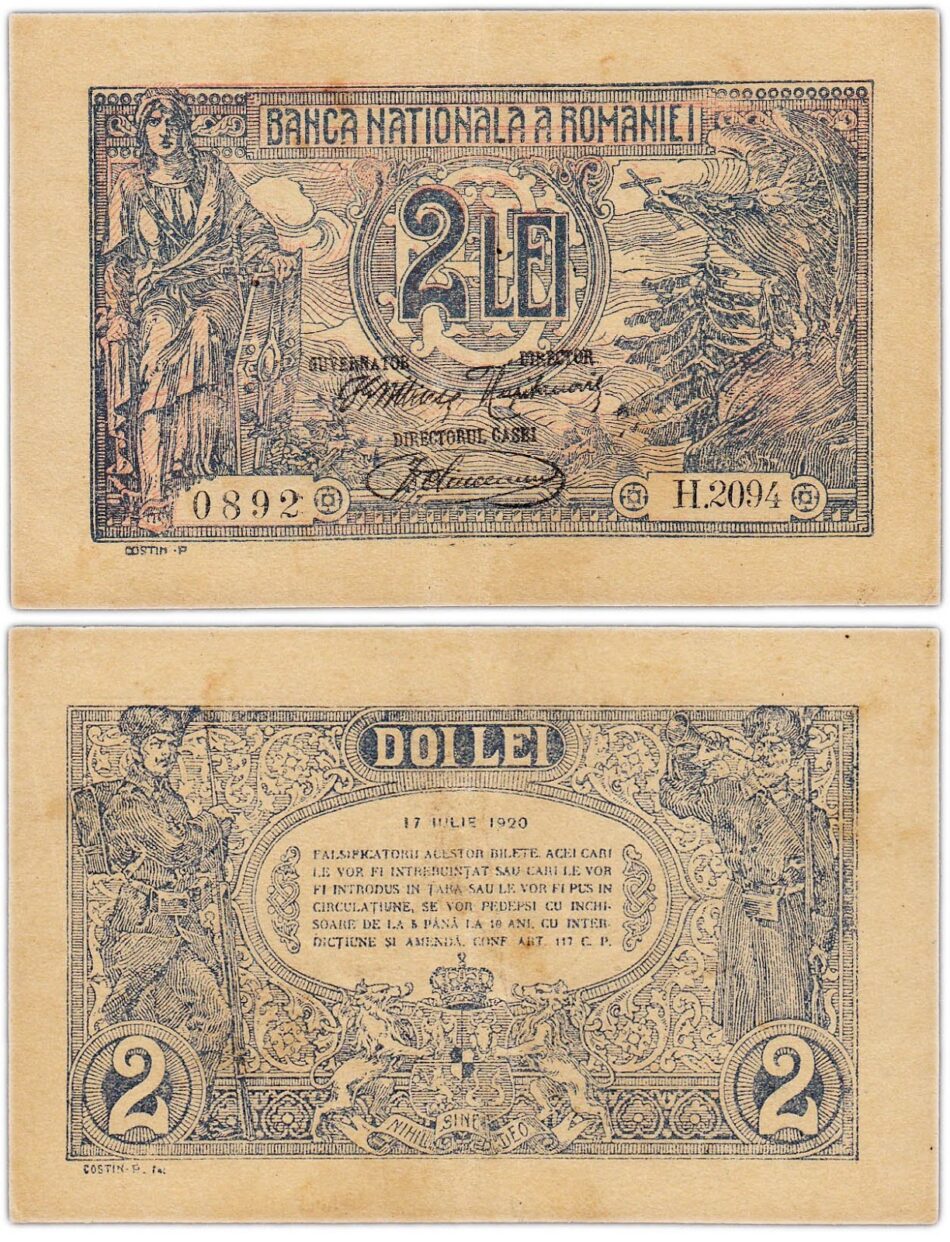 BANCA NATIONALA A ROMANIEI
2 LEI
GUVERNATOR DIRECTOR
DIRECTORUL CASEI
0892 H.2094
COSTIN-P
DOI LEI
17 IULIE 1920
FALSIFICATORII ACESTOR BILETE, ACEI CARI
LE VOR FI INTREBUINTAT SAU CARI LE VOR
FI INTRODUS IN ȚARA SAU LE VOR FI PUS IN
CIRCULAȚIUNE, SE VOR PEDEPSI CU INCHI-
SOARE DE LA 5 PÂNĂ LA 10 ANI, CU INTER-
DICȚIUNE ȘI AMENDĂ. CONF. ART. 117 C. P.
2 2
NIHIL SINE DEO
COSTIN-P.